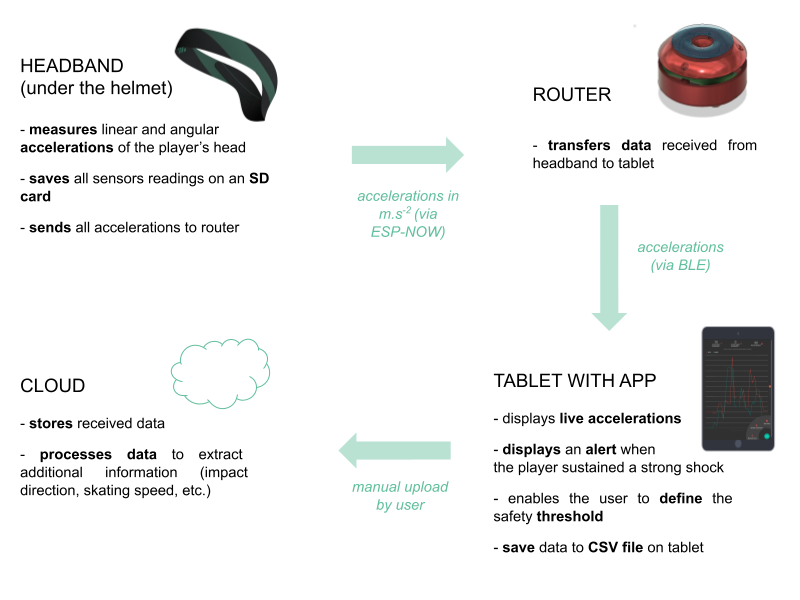 HEADBAND
(under the helmet)
- measures linear and angular
accelerations of the player's head
- saves all sensors readings on an SD
card
- sends all accelerations to router
accelerations in
m.s-2 (via
ESP-NOW)
ROUTER
- transfers data received from
headband to tablet
accelerations
(via BLE)
TABLET WITH APP
- displays live accelerations
- displays an alert when
the player sustained a strong shock
- enables the user to define the
safety threshold
- save data to CSV file on tablet
manual upload
by user
CLOUD
- stores received data
- processes data to extract
additional information (impact
direction, skating speed, etc.)